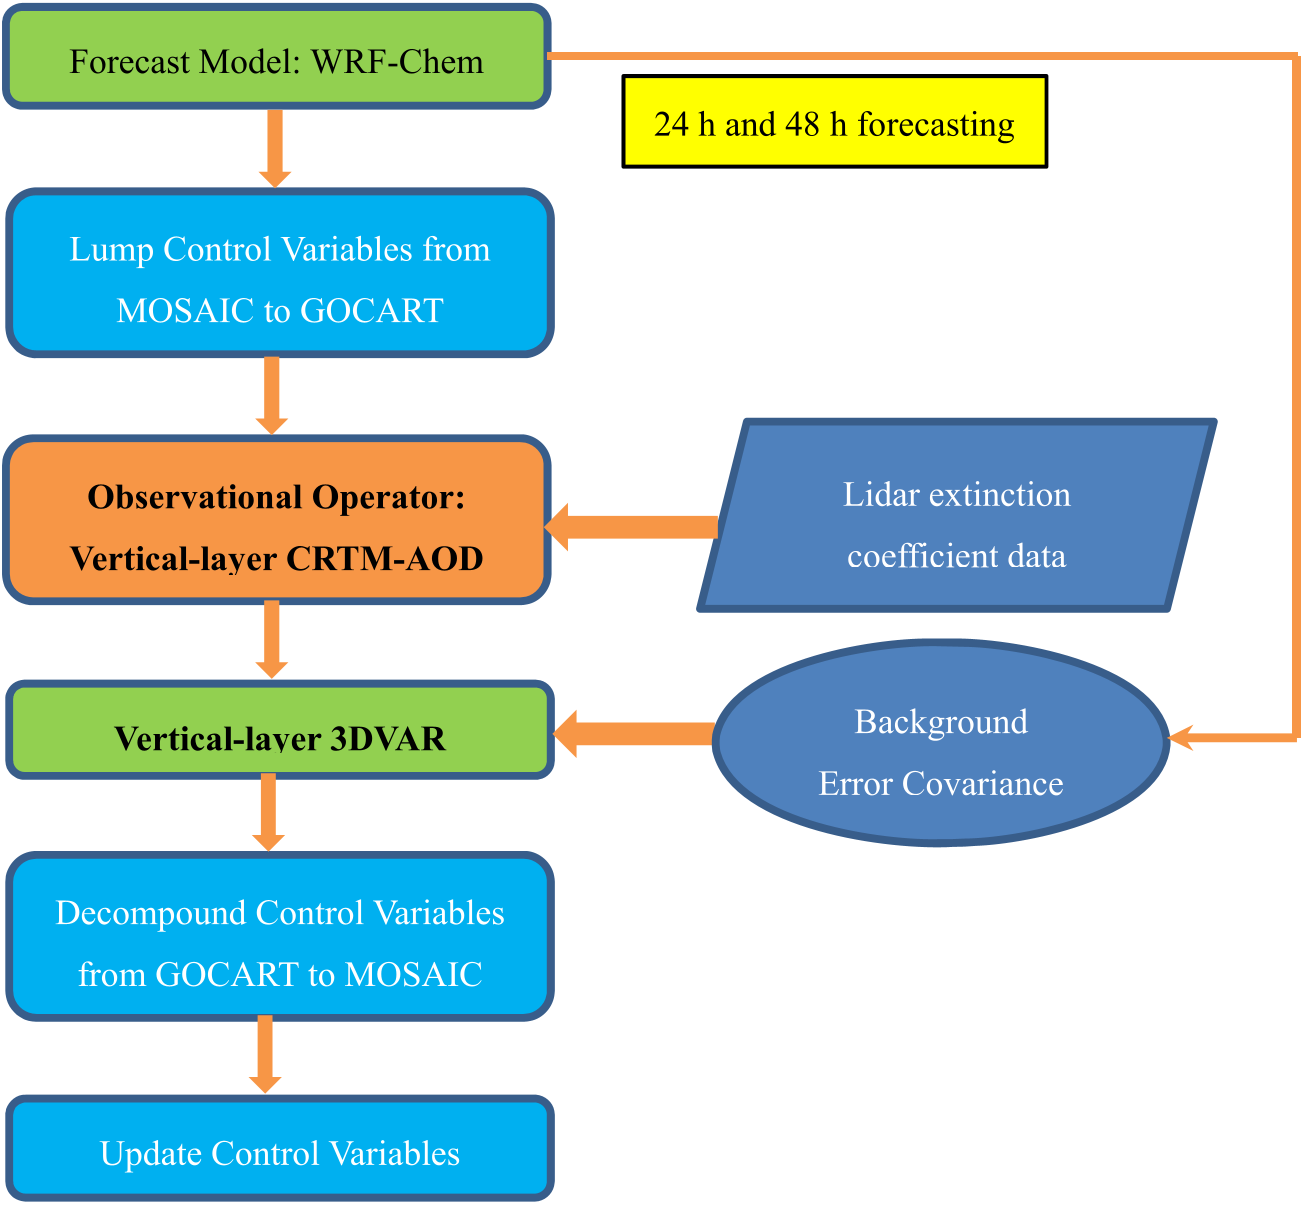 Forecast Model: WRF-Chem
24 h and 48 h forecasting
Lump Control Variables from
MOSAIC to GOCART
Observational Operator:
Vertical-layer CRTM-AOD
Lidar extinction
coefficient data
Vertical-layer 3DVAR
Background
Error Covariance
Decompound Control Variables
from GOCART to MOSAIC
Update Control Variables